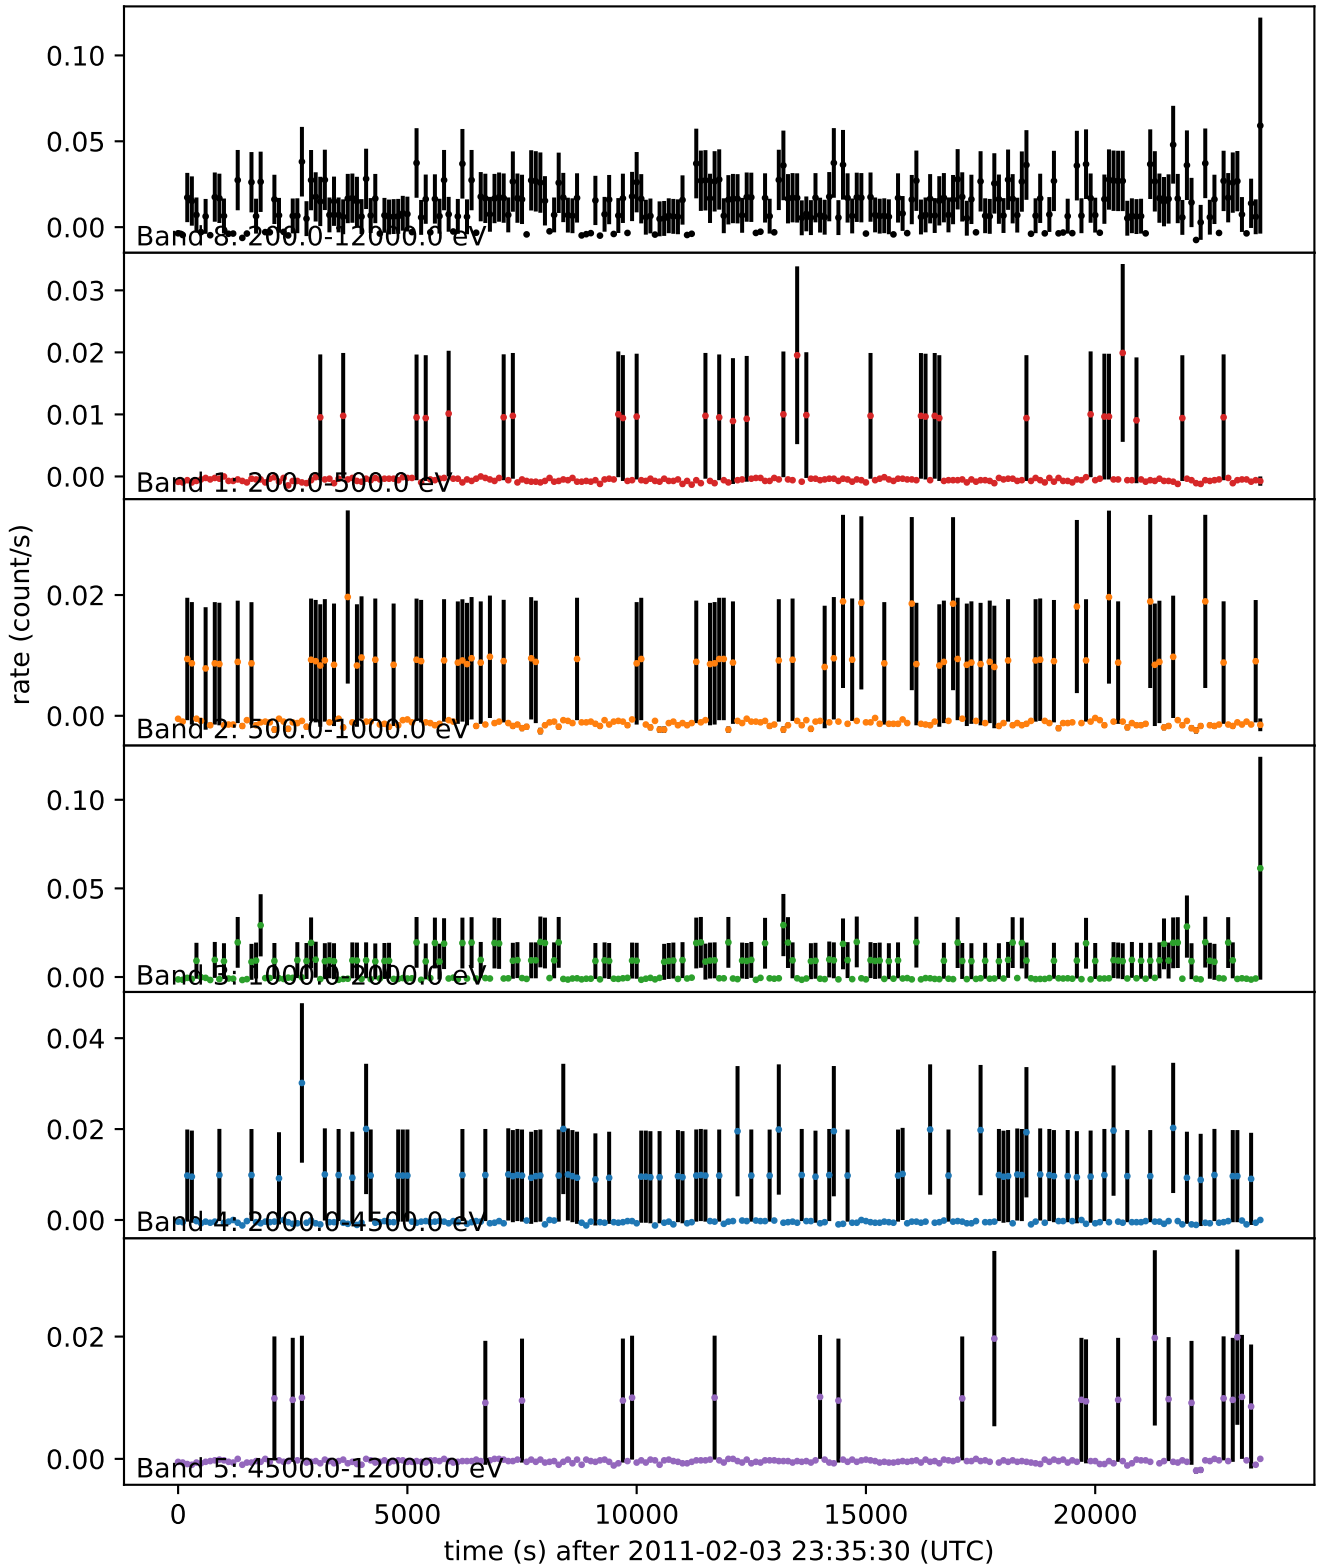 0.10
0.05
0.00
Band 8: 200.0-12000.0 eV
0.03
0.02
0.01
0.00
Band 1: 200.0-500.0 eV
rate (count/s)
0.02
0.00
Band 2: 500.0-1000.0 eV
0.10
0.05
0.00
Band 3: 1000.0-2000.0 eV
0.04
0.02
0.00
Band 4: 2000.0-4500.0 eV
0.02
0.00
Band 5: 4500.0-12000.0 eV
0 5000 10000 15000 20000
time (s) after 2011-02-03 23:35:30 (UTC)